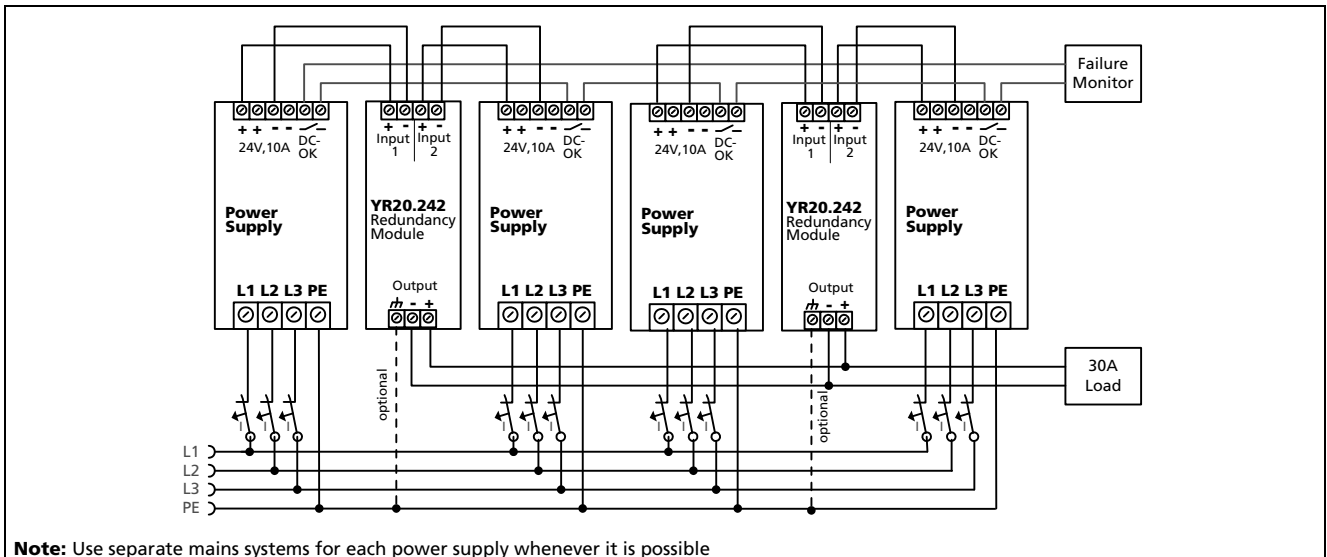 Failure
Monitor
+ + - -
24V,10A
DC-
OK
Power
Supply
L1 L2 L3 PE
+ - + -
Input
1
Input
2
YR20.242
Redundancy
Module
Output
- +
+ + - -
24V,10A
DC-
OK
Power
Supply
L1 L2 L3 PE
+ + - -
24V,10A
DC-
OK
Power
Supply
L1 L2 L3 PE
+ - + -
Input
1
Input
2
YR20.242
Redundancy
Module
Output
- +
+ + - -
24V,10A
DC-
OK
Power
Supply
L1 L2 L3 PE
optional
optional
30A
Load
I
I
I
I
L1
L2
L3
PE
Note: Use separate mains systems for each power supply whenever it is possible